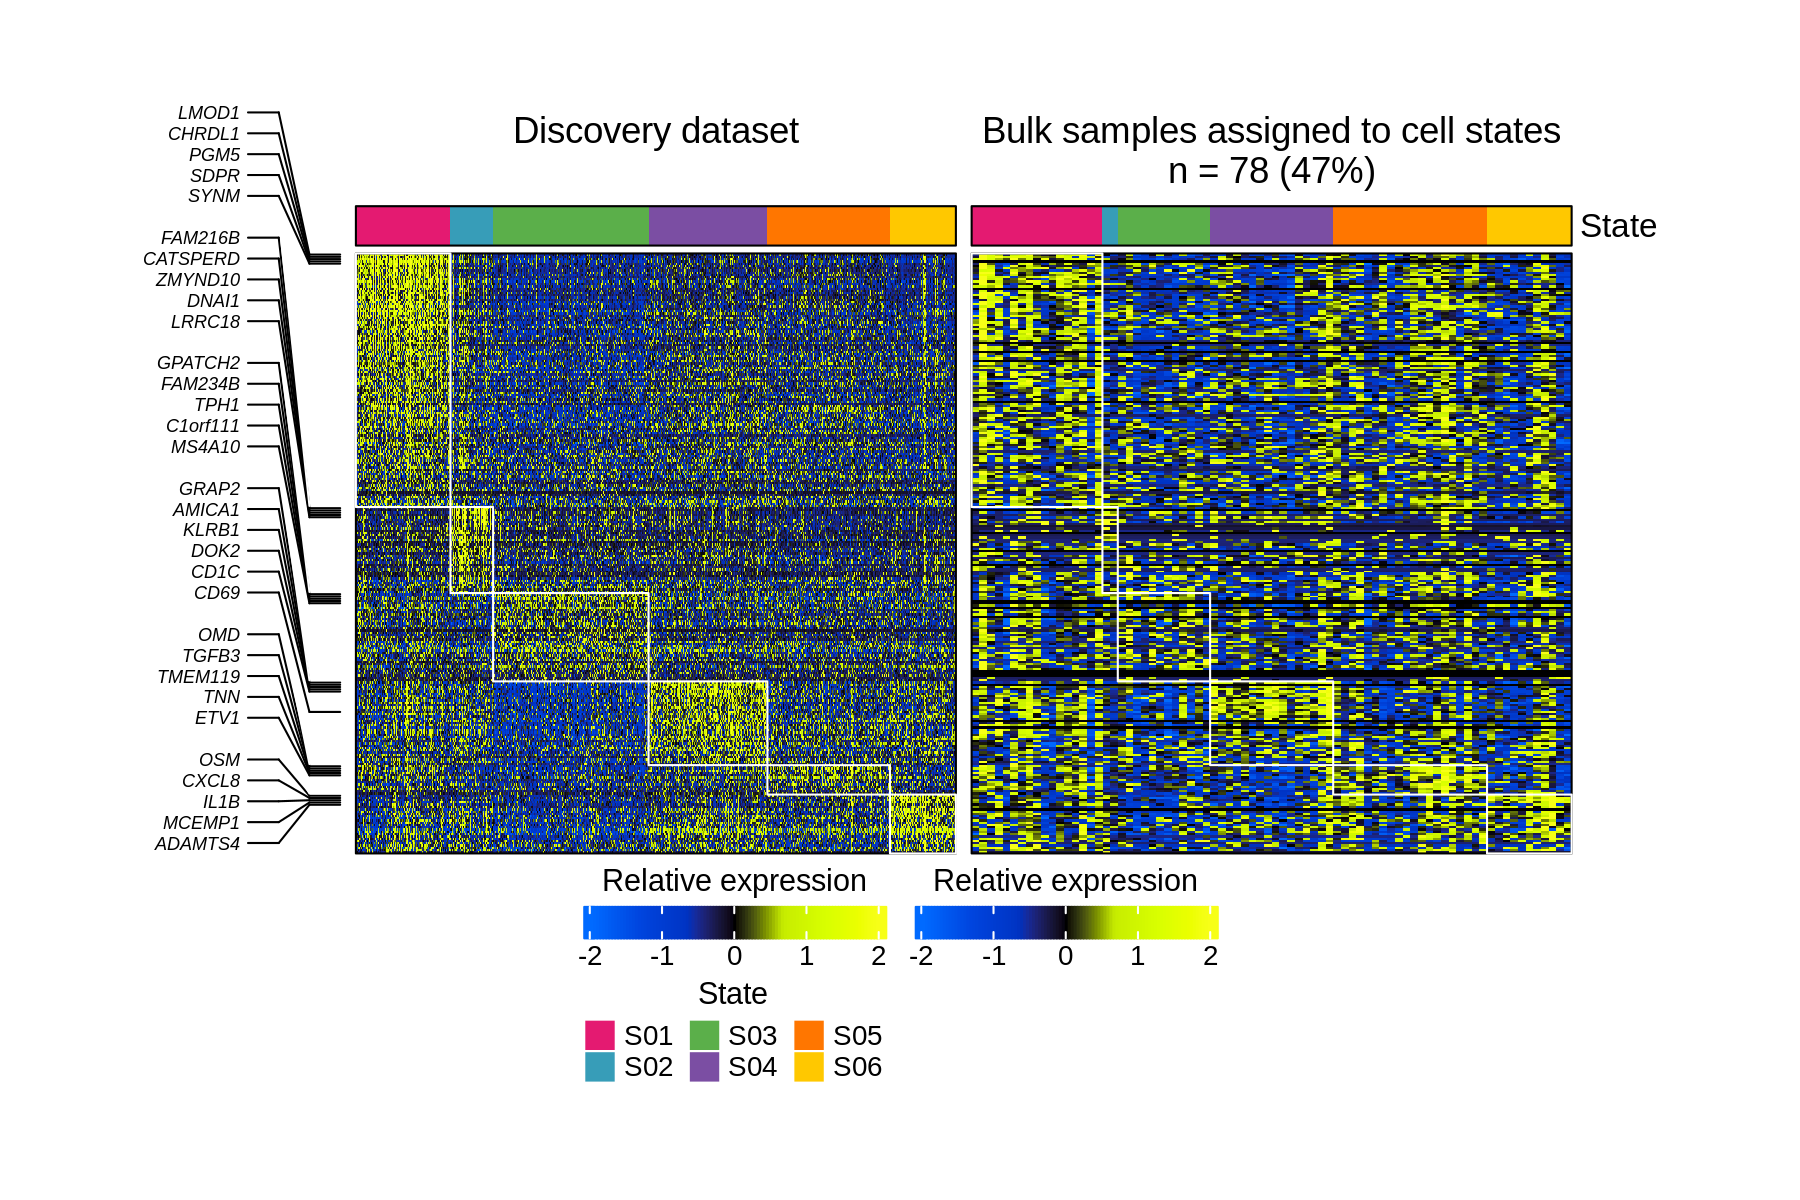 Discovery dataset
Bulk samples assigned to cell states
n = 78 (47%)
State
LMOD1
CHRDL1
PGM5
SDPR
SYNM
FAM216B
CATSPERD
ZMYND10
DNAI1
LRRC18
GPATCH2
FAM234B
TPH1
C1orf111
MS4A10
GRAP2
AMICA1
KLRB1
DOK2
CD1C
CD69
OMD
TGFB3
TMEM119
TNN
ETV1
OSM
CXCL8
IL1B
MCEMP1
ADAMTS4
Relative expression
-2 -1 0 1 2
Relative expression
-2 -1 0 1 2
State
S01 S03 S05
S02 S04 S06